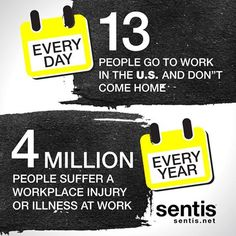 EVERY
DAY
13
PEOPLE GO TO WORK
IN THE U.S. AND DON"T
COME HOME
4 MILLION
PEOPLE SUFFER A
WORKPLACE INJURY
OR ILLNESS AT WORK
EVERY
YEAR
sentis
sentis.net